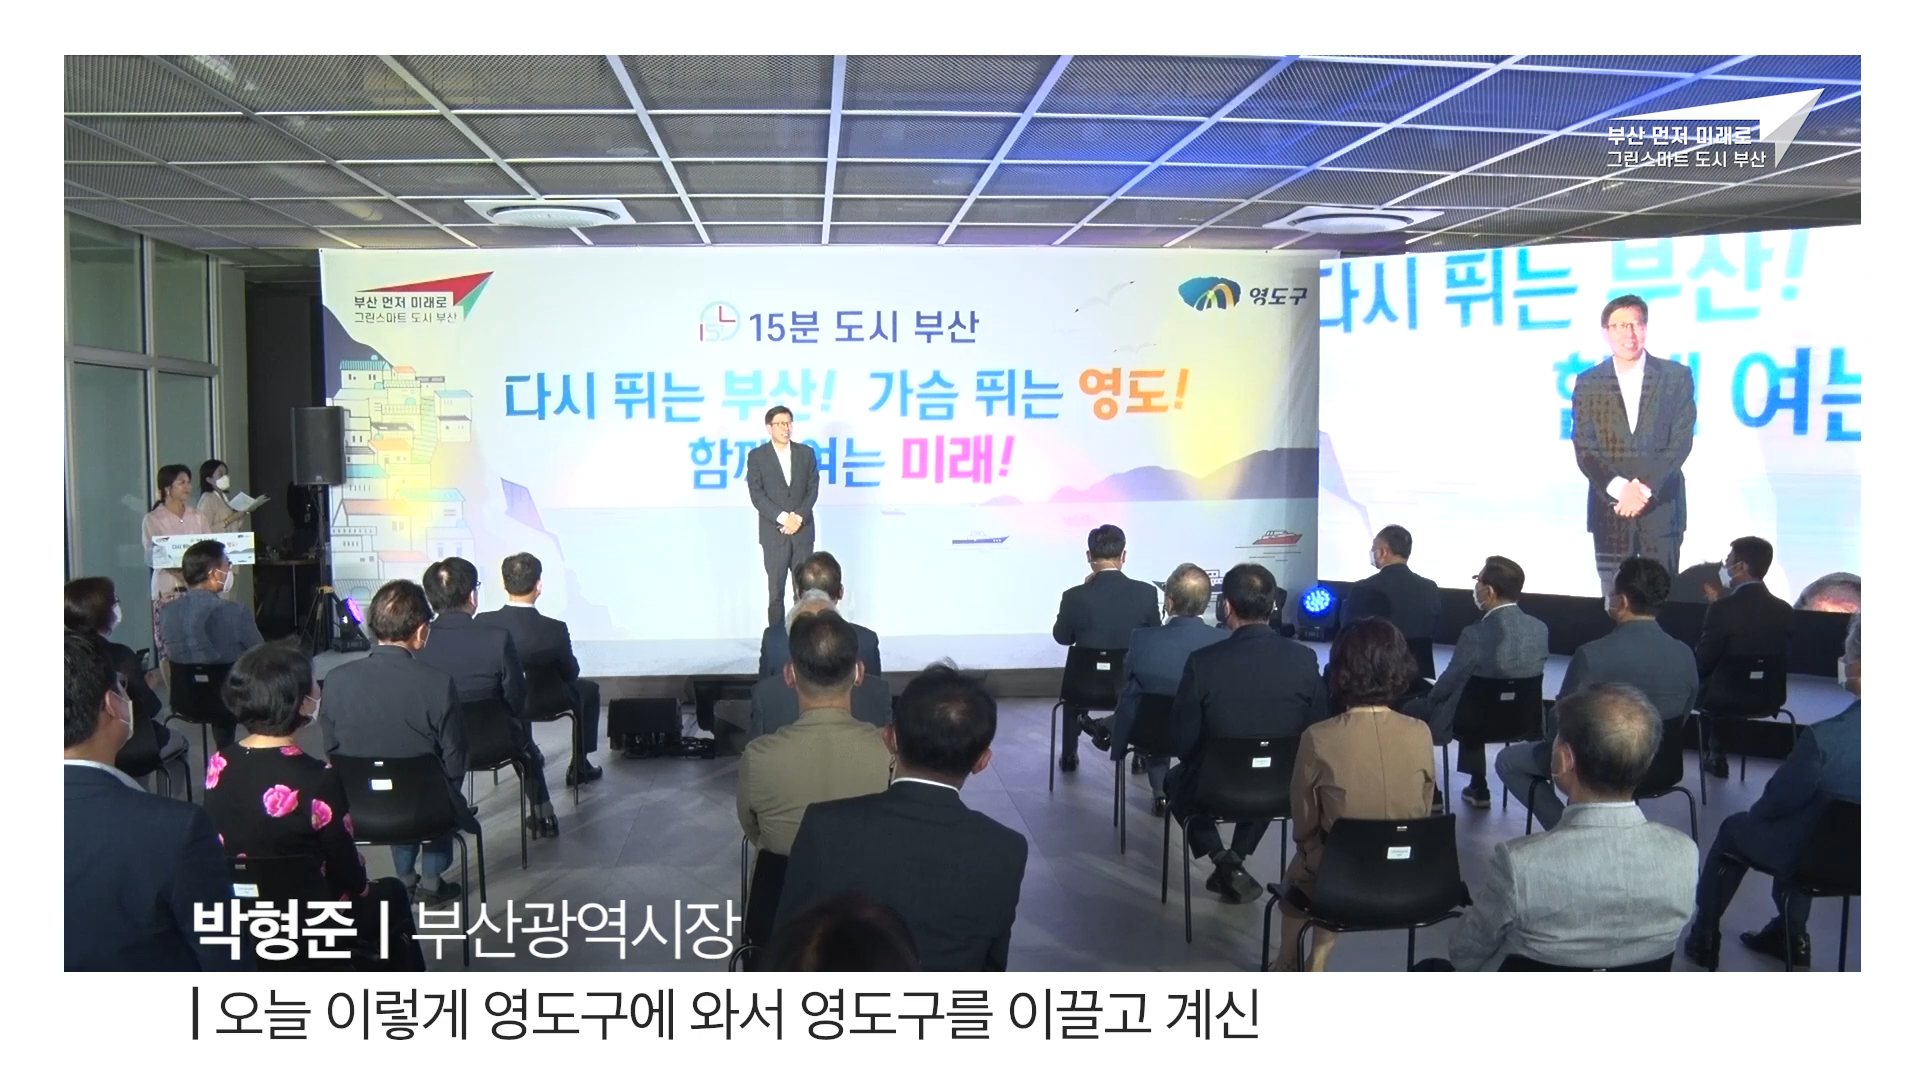 부산 먼저 미래로
그린스마트 도시 부산
부산 먼저 미래로
그린스마트 도시 부산
15분 도시 부산
영도구
다시 뛰는 부산! 가슴 뛰는 영도!
여는 미래!
다시 뛰는 부산!
여는
박형준 | 부산광역시장
| 오늘 이렇게 영도구에 와서 영도구를 이끌고 계신